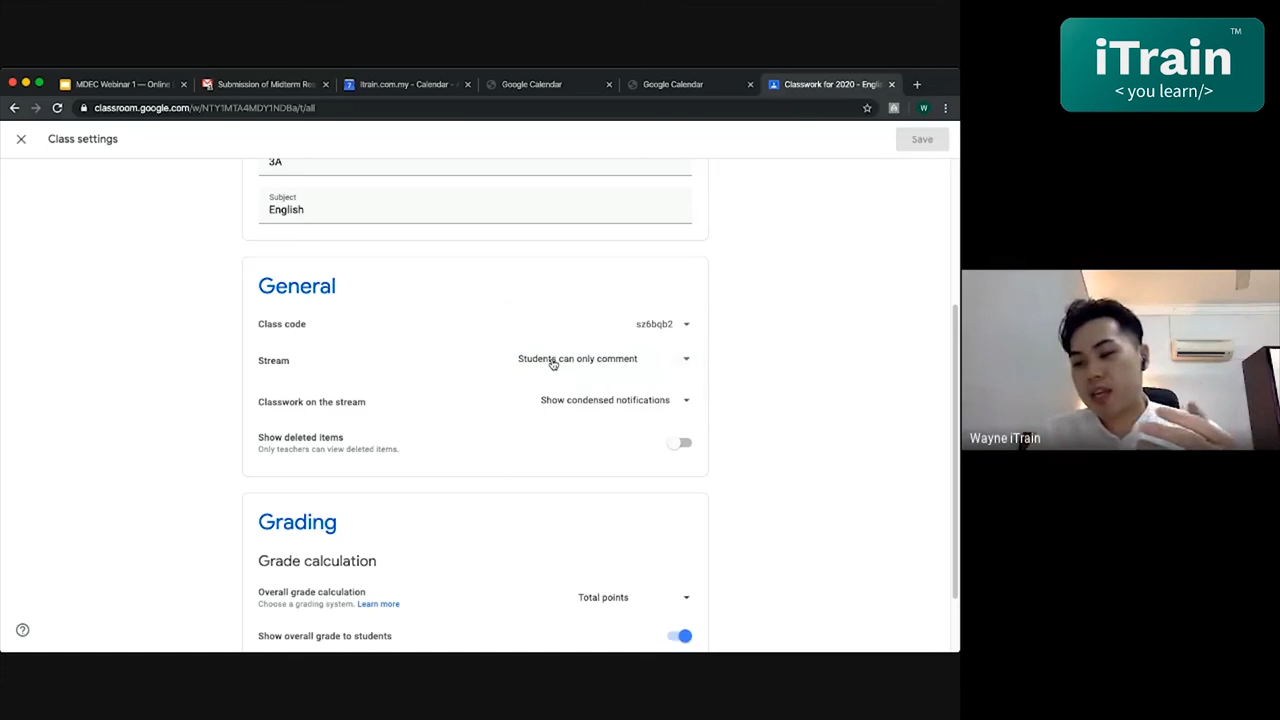 iTrain TM
< you learn/>
MDEC Webinar 1 — Online
Submission of Midterm Re
itrain.com.my - Calendar -
Google Calendar
Google Calendar
Classwork for 2020 - Englis
classroom.google.com/w/NTY1MTA4MDY1NDBa/t/all
W
Class settings
Save
3A
Subject
English
General
Class code
sz6bqb2
Stream
Students can only comment
Classwork on the stream
Show condensed notifications
Show deleted items
Only teachers can view deleted items.
Grading
Grade calculation
Overall grade calculation
Choose a grading system. Learn more
Total points
Show overall grade to students
Wayne iTrain